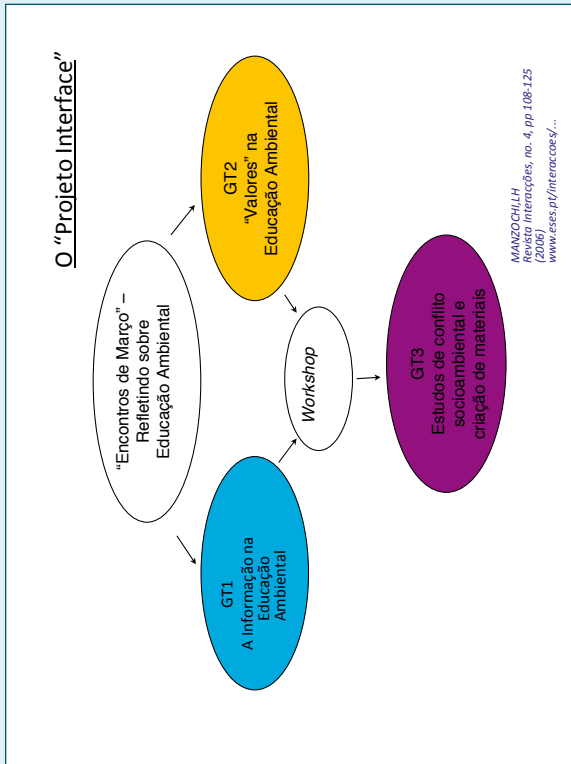 O “Projeto Interface”
“Encontros de Março” –
Refletindo sobre
Educação Ambiental
GT1
A Informação na
Educação
Ambiental
GT2
“Valores” na
Educação Ambiental
Workshop
GT3
Estudos de conflito
socioambiental e
criação de materiais
MANZOCHI,LH
Revista Interacções, no. 4, pp 108-125
(2006)
www.eses.pt/interaccoes/...